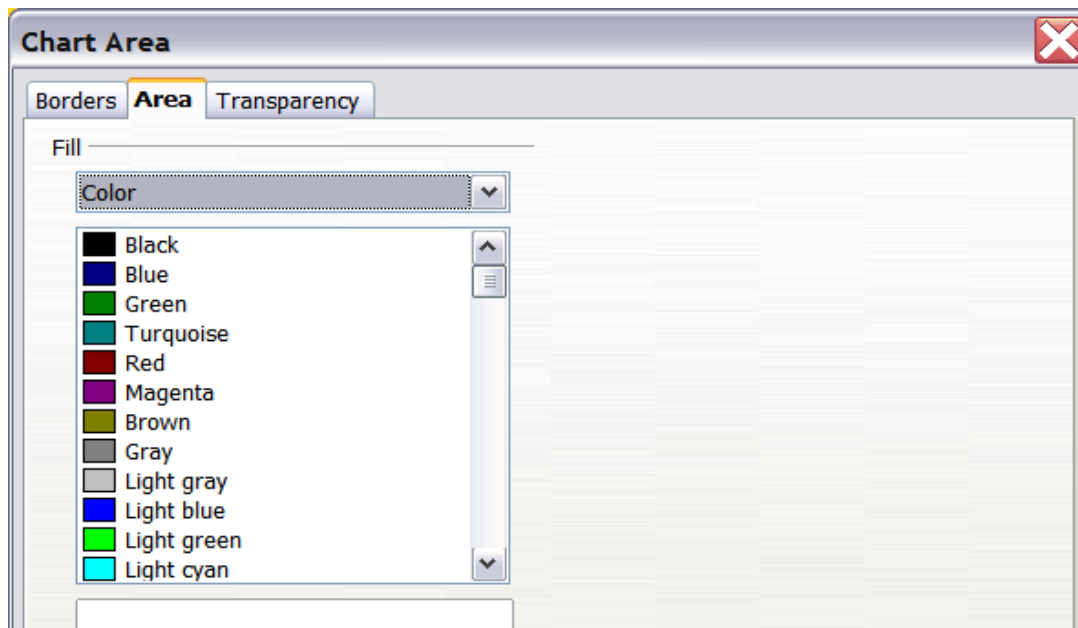 Chart Area
Borders Area Transparency
Fill
Color
Black
Blue
Green
Turquoise
Red
Magenta
Brown
Gray
Light gray
Light blue
Light green
Light cyan